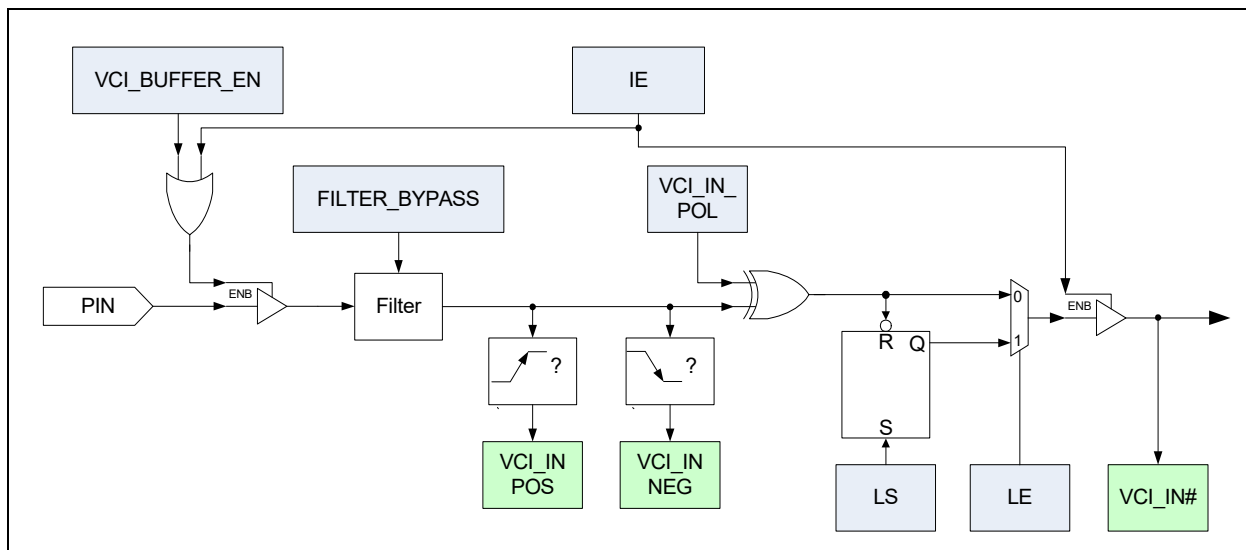 VCI_BUFFER_EN
IE
FILTER_BYPASS
VCI_IN_
POL
PIN
ENB
Filter
0
1
ENB
R
Q
S
?
?
VCI_IN
POS
VCI_IN
NEG
LS
LE
VCI_IN#